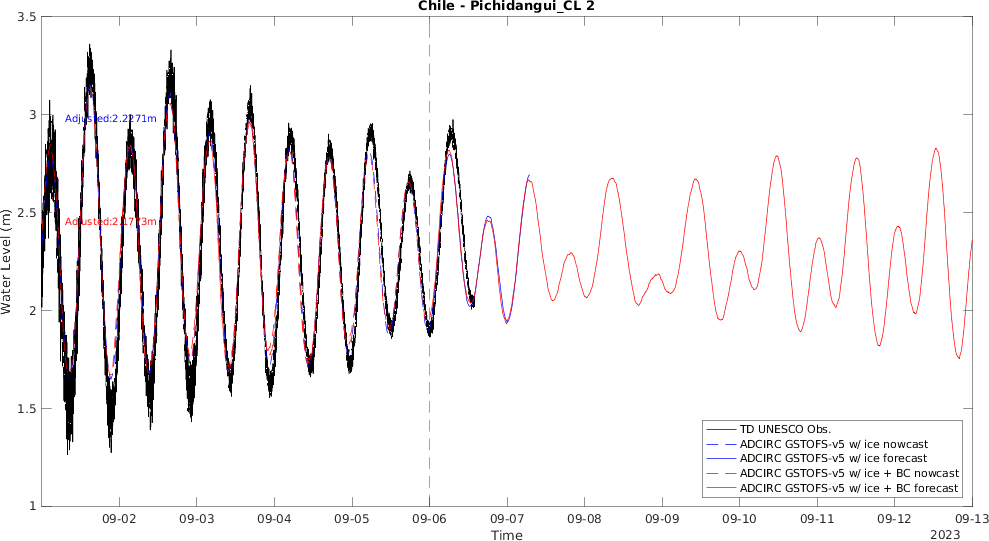 Chile - Pichidangui_CL 2
3.5
3
2.5
2
1.5
1
Water Level (m)
Adjusted:2.2271m
Adjusted:2.1773m
TD UNESCO Obs.
ADCIRC GSTOFS-v5 w/ ice nowcast
ADCIRC GSTOFS-v5 w/ ice forecast
ADCIRC GSTOFS-v5 w/ ice + BC nowcast
ADCIRC GSTOFS-v5 w/ ice + BC forecast
09-02 09-03 09-04 09-05 09-06 09-07 09-08 09-09 09-10 09-11 09-12 09-13
Time
2023